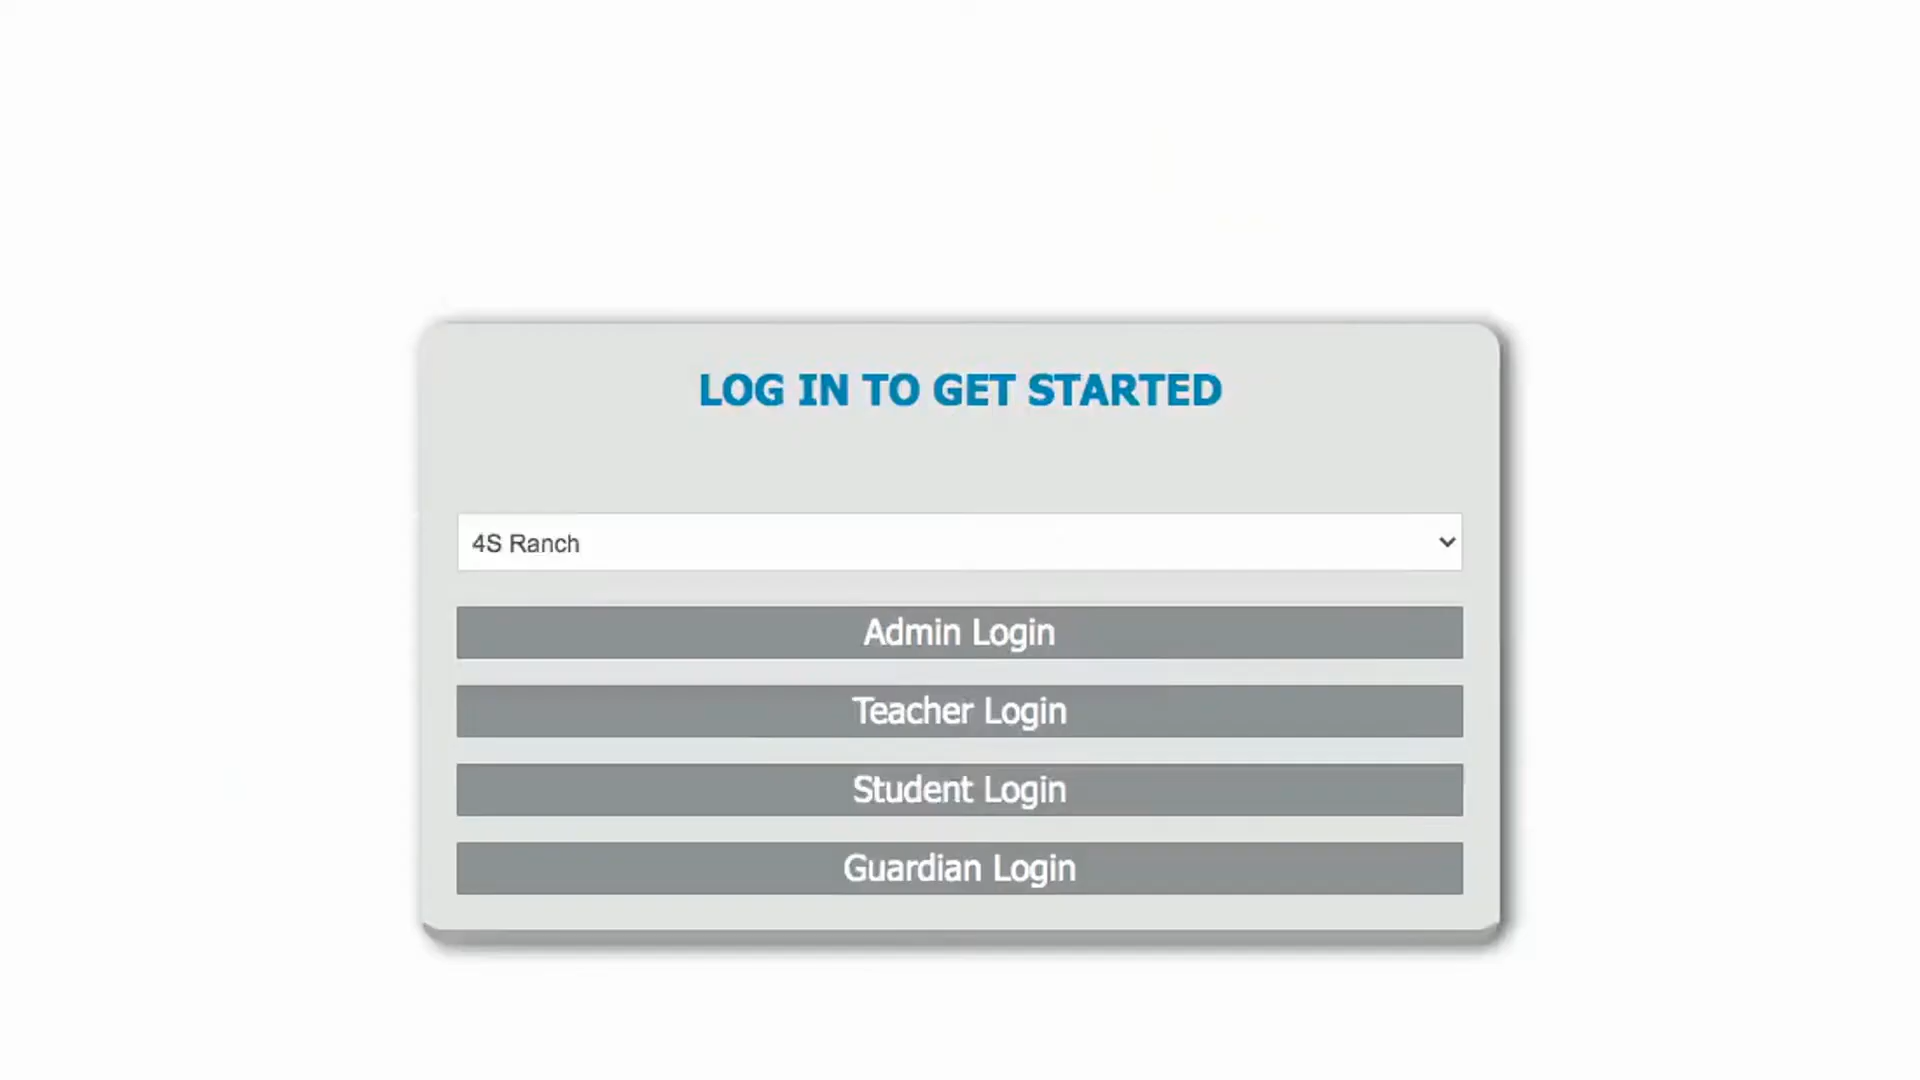 LOG IN TO GET STARTED
4S Ranch
Admin Login
Teacher Login
Student Login
Guardian Login